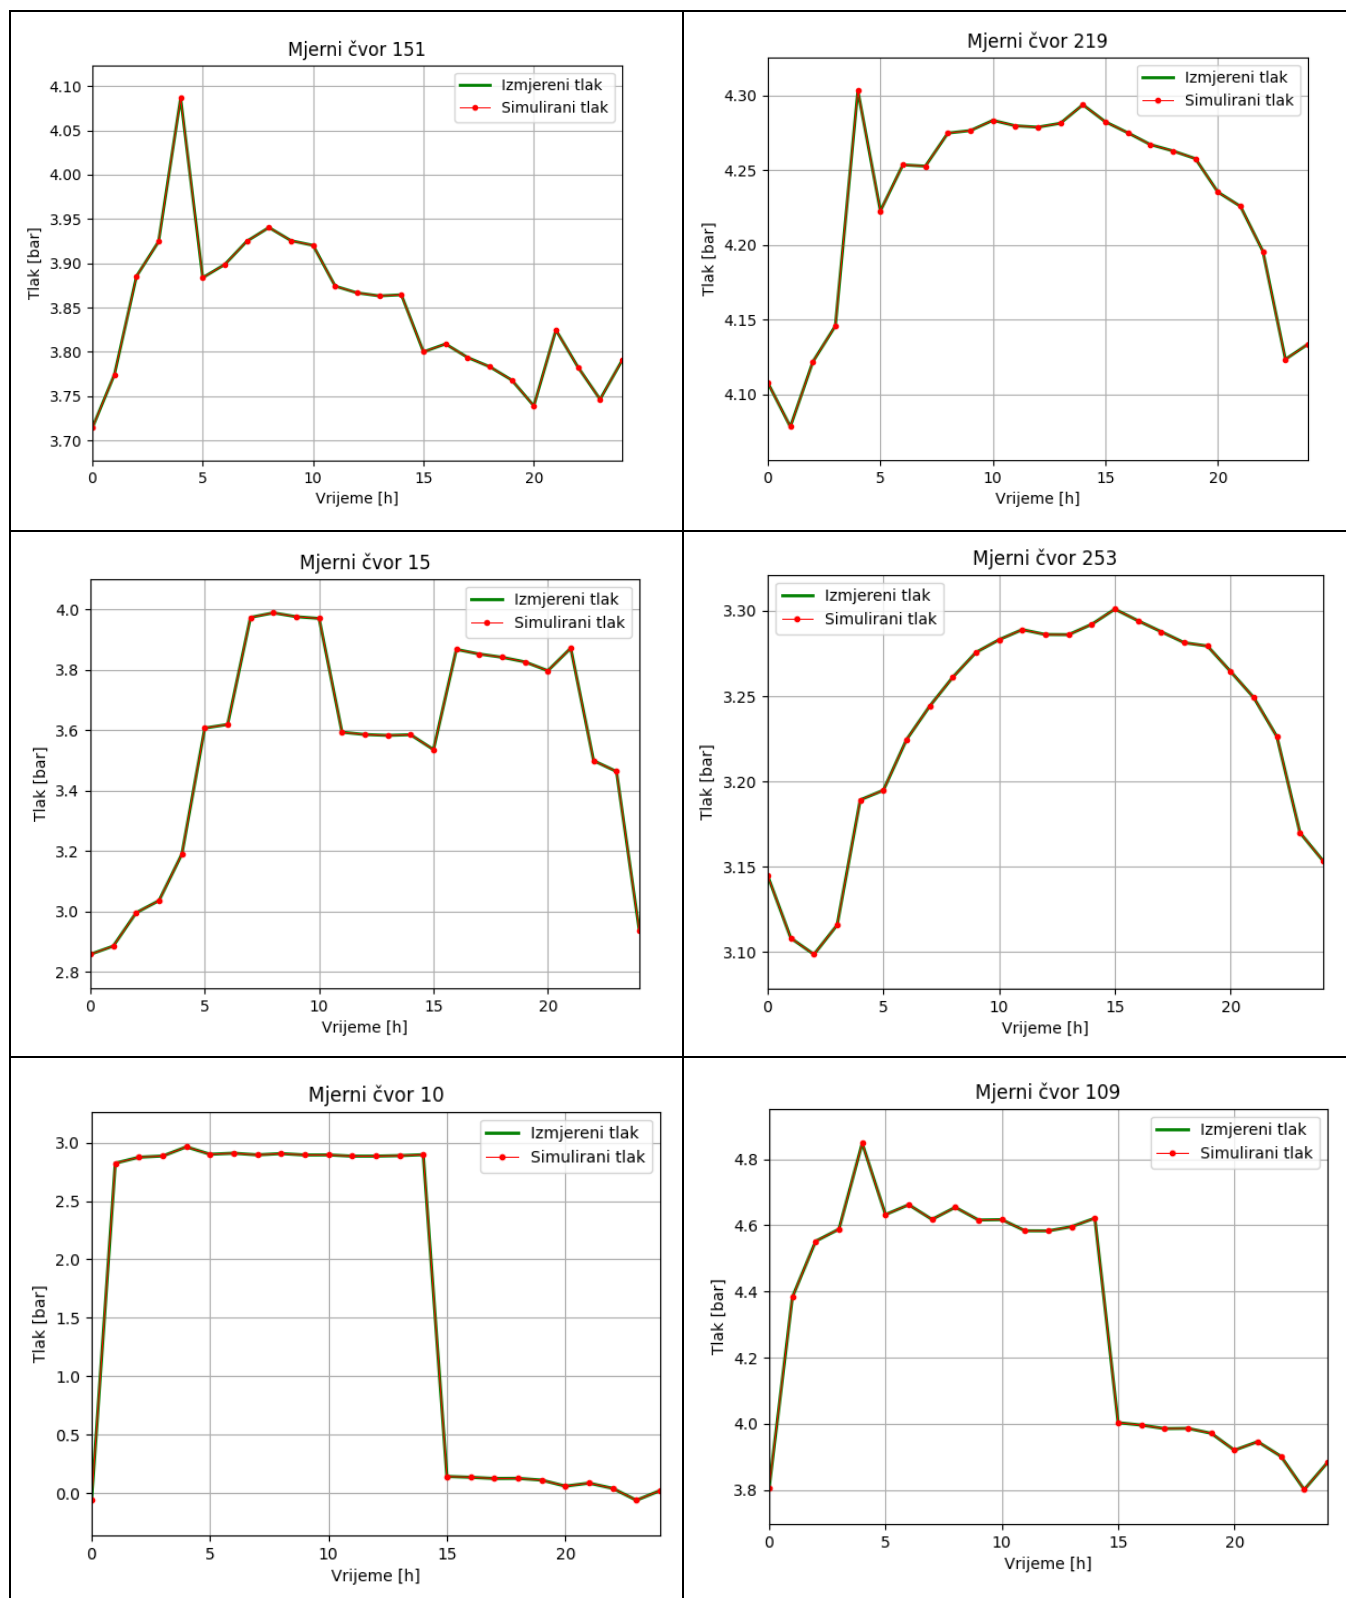 Mjerni čvor 151
Izmjereni tlak
Simulirani tlak
Tlak [bar]
4.10
4.05
4.00
3.95
3.90
3.85
3.80
3.75
3.70
0 5 10 15 20
Vrijeme [h]
Mjerni čvor 219
Izmjereni tlak
Simulirani tlak
Tlak [bar]
4.30
4.25
4.20
4.15
4.10
0 5 10 15 20
Vrijeme [h]
Mjerni čvor 15
Izmjereni tlak
Simulirani tlak
Tlak [bar]
4.0
3.8
3.6
3.4
3.2
3.0
2.8
0 5 10 15 20
Vrijeme [h]
Mjerni čvor 253
Izmjereni tlak
Simulirani tlak
Tlak [bar]
3.30
3.25
3.20
3.15
3.10
0 5 10 15 20
Vrijeme [h]
Mjerni čvor 10
Izmjereni tlak
Simulirani tlak
Tlak [bar]
3.0
2.5
2.0
1.5
1.0
0.5
0.0
0 5 10 15 20
Vrijeme [h]
Mjerni čvor 109
Izmjereni tlak
Simulirani tlak
Tlak [bar]
4.8
4.6
4.4
4.2
4.0
3.8
0 5 10 15 20
Vrijeme [h]